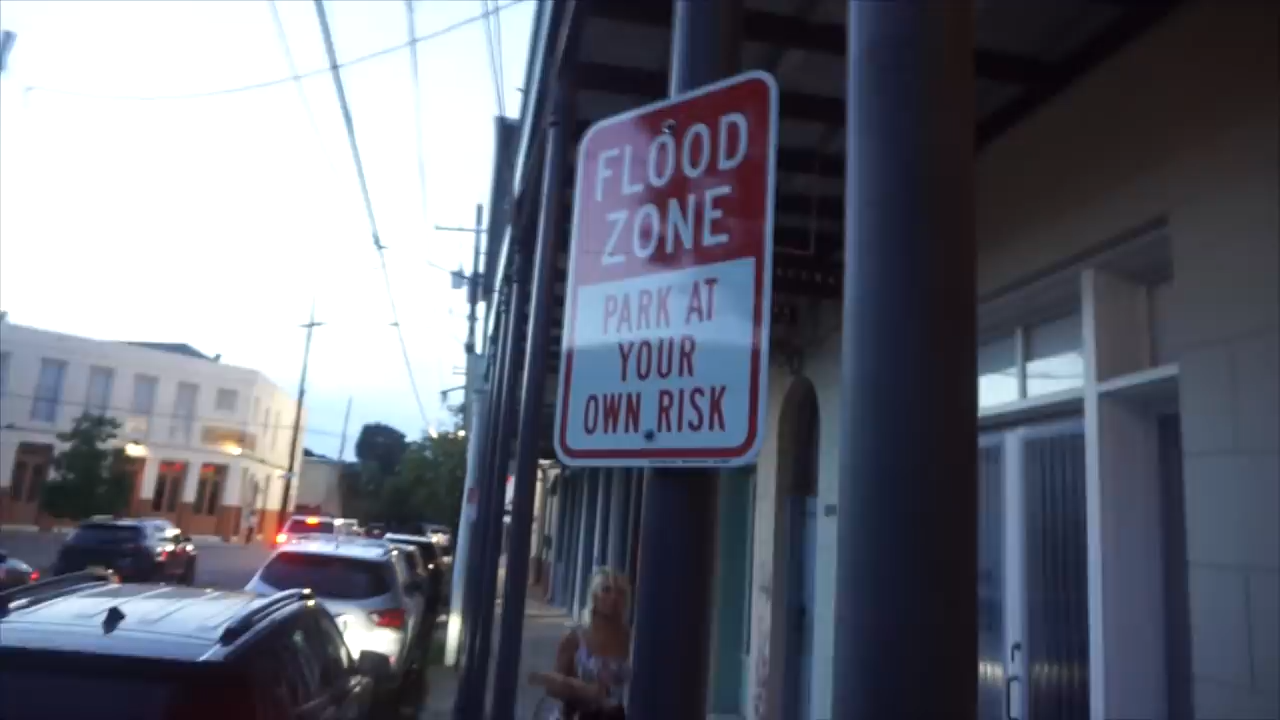 FLOOD
ZONE
PARK AT
YOUR
OWN RISK